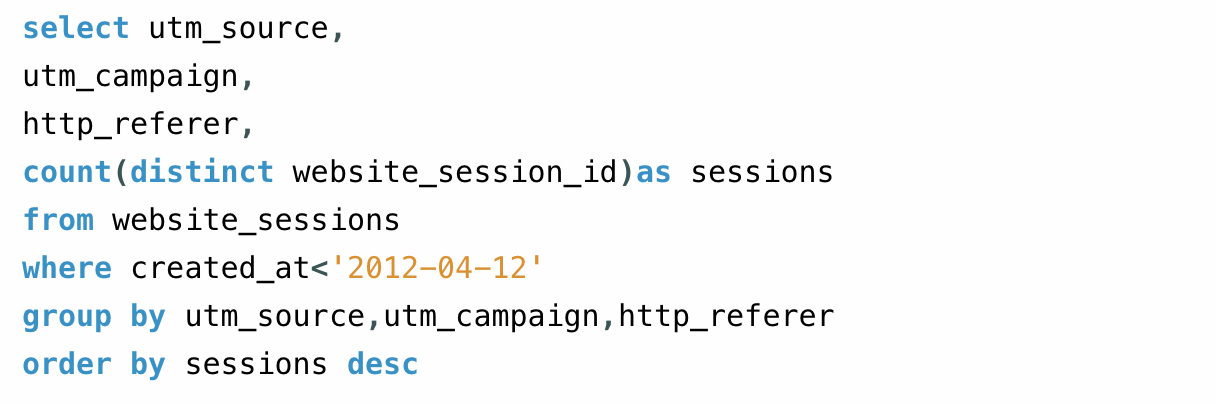 select utm_source,
utm_campaign,
http_referer,
count(distinct website_session_id)as sessions
from website_sessions
where created_at<'2012-04-12'
group by utm_source,utm_campaign,http_referer
order by sessions desc